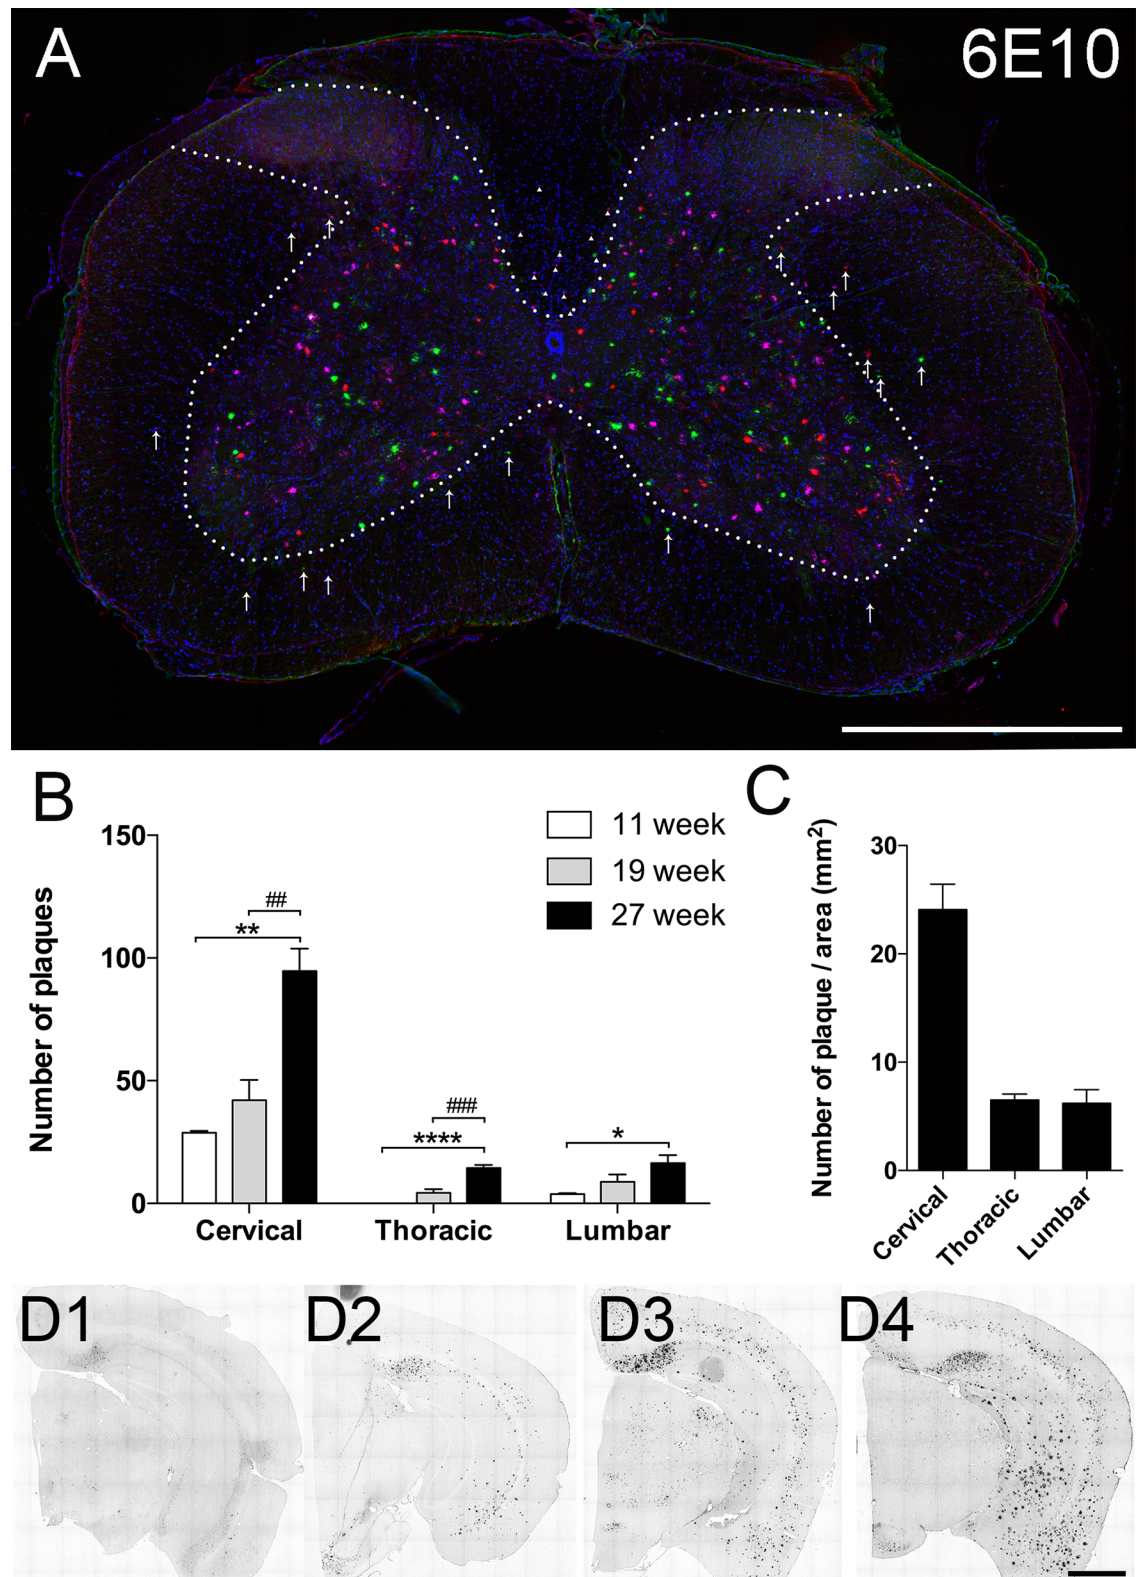 A
6E10
B
Number of plaques
150
100
50
0
##
**
###
****
*
Cervical
Thoracic
Lumbar
11 week
19 week
27 week
C
Number of plaque / area (mm²)
30
20
10
0
Cervical
Thoracic
Lumbar
D1
D2
D3
D4